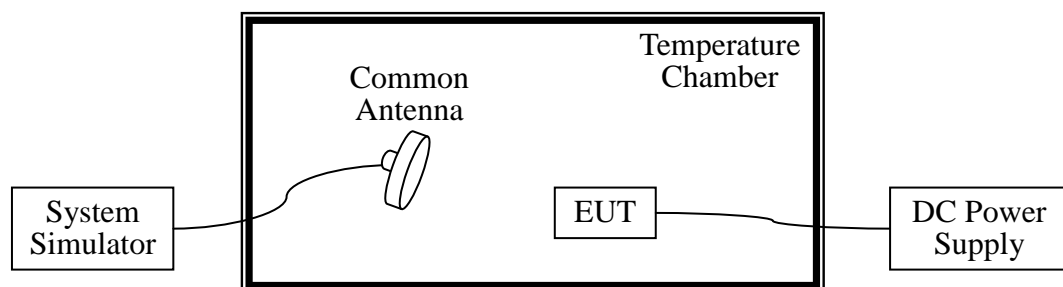 Temperature
Chamber
Common
Antenna
System
Simulator
EUT
DC Power
Supply